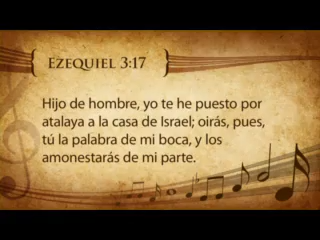 EZEQUIEL 3:17
Hijo de hombre, yo te he puesto por
atalaya a la casa de Israel; oirás, pues,
tú la palabra de mi boca, y los
amonestarás de mi parte.